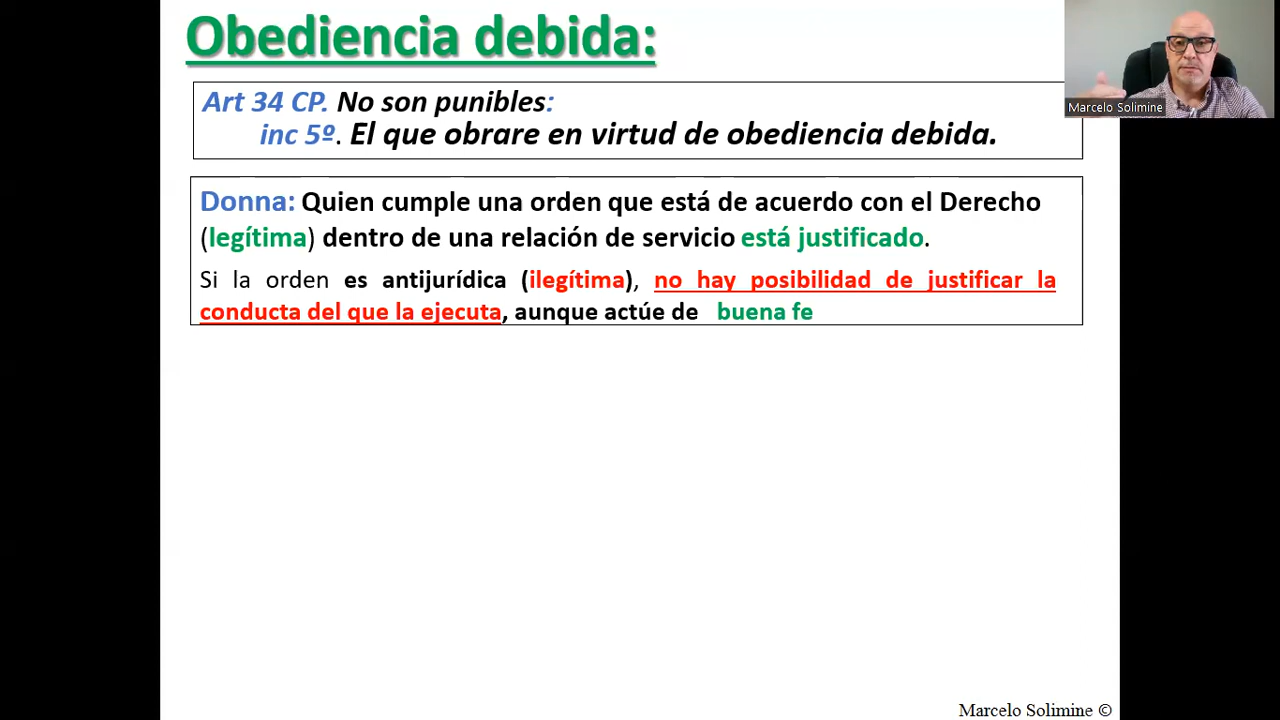 Obediencia debida:
Art 34 CP. No son punibles:
inc 5º. El que obrare en virtud de obediencia debida.
Marcelo Solimine
Donna: Quien cumple una orden que está de acuerdo con el Derecho
(legítima) dentro de una relación de servicio está justificado.
Si la orden es antijurídica (ilegítima), no hay posibilidad de justificar la
conducta del que la ejecuta, aunque actúe de buena fe
Marcelo Solimine ©